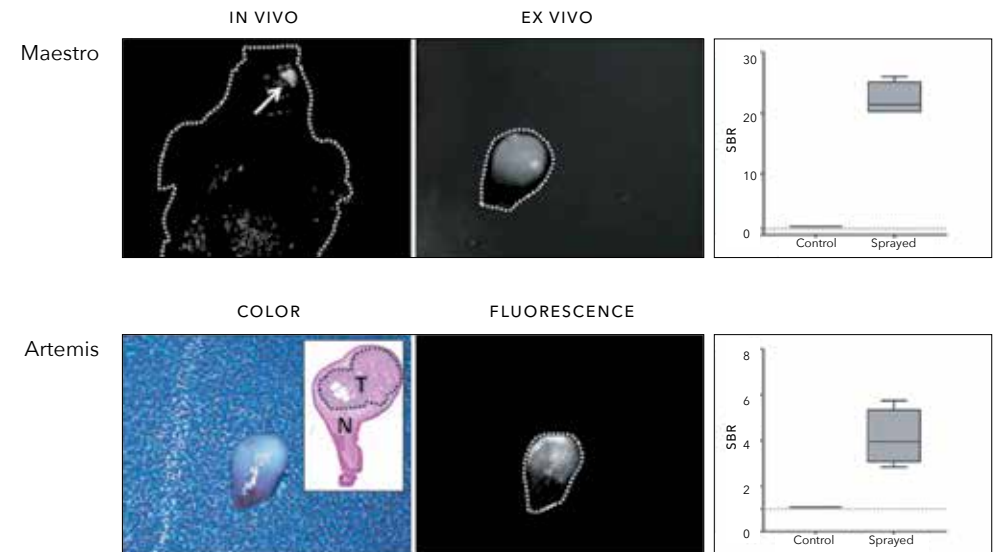 IN VIVO
EX VIVO
Maestro
30
20
10
0
SBR
Control
Sprayed
COLOR
FLUORESCENCE
Artemis
T
N
8
6
4
2
0
SBR
Control
Sprayed